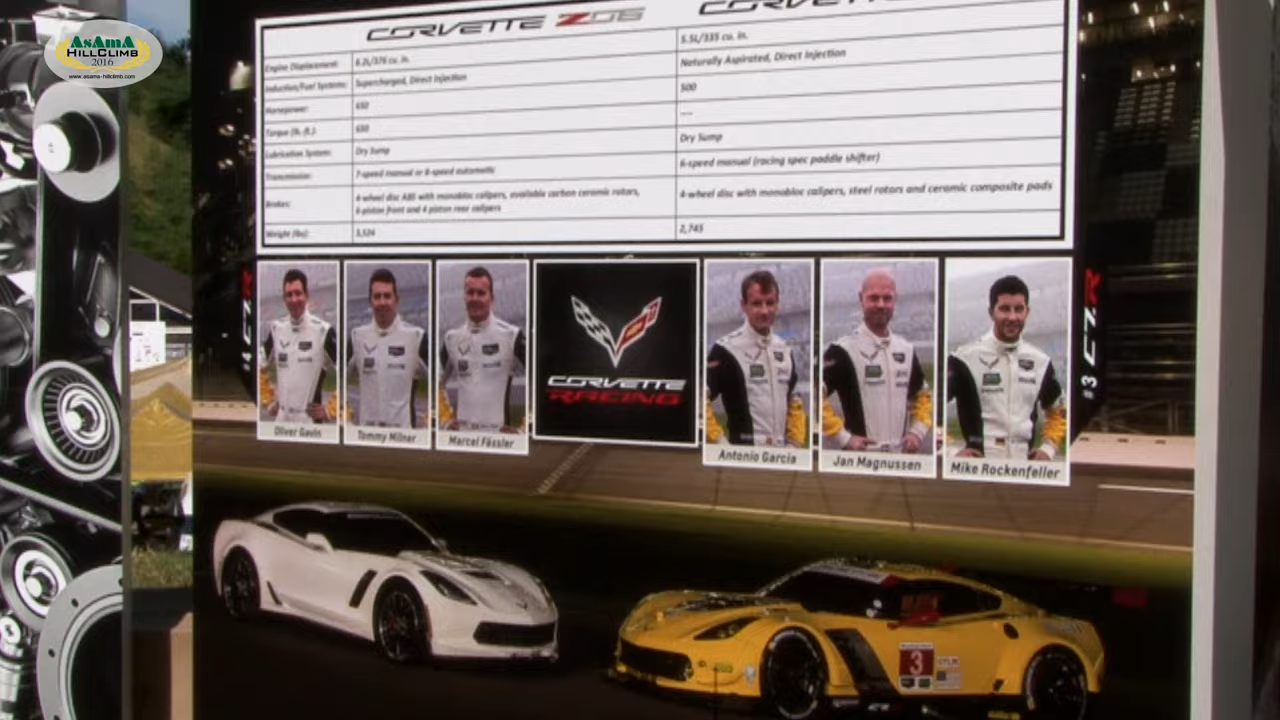 AsAmA
HILLCLIMB
2016
www.asama-hillclimb.com
CORVETTE Z06
CORVETTE
Engine Displacement: 6.2L/376 cu. in. 5.5L/335 cu. in.
Induction/Fuel Systems: Supercharged, Direct Injection Naturally Aspirated, Direct Injection
Horsepower: 650 500
Torque (lb.-ft.) 650 ---
Lubrication System: Dry Sump Dry Sump
Transmission: 7-speed manual or 8-speed automatic 6-speed manual (racing spec paddle shifter)
Brakes: 4-wheel disc ABS with monobloc calipers, available carbon ceramic rotors, 4-wheel disc with monobloc calipers, steel rotors and ceramic composite pads
6-piston front and 4 piston rear calipers
Weight (lbs): 3,524 2,745
#4 C7.R
CORVETTE
RACING
#3 C7.R
Oliver Gavin
Tommy Milner
Marcel Fässler
Antonio Garcia
Jan Magnussen
Mike Rockenfeller
3
GTLM